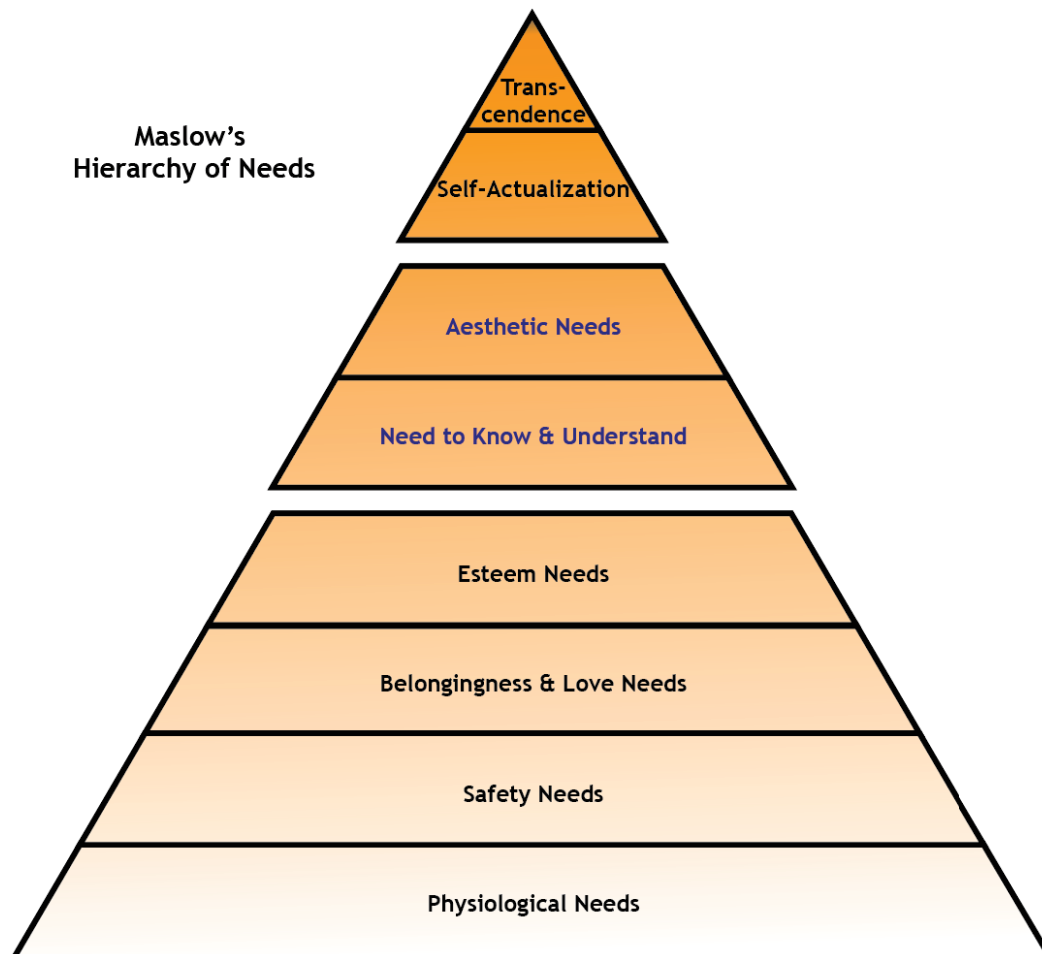 Maslow’s
Hierarchy of Needs
Trans-
cendence
Self-Actualization
Aesthetic Needs
Need to Know & Understand
Esteem Needs
Belongingness & Love Needs
Safety Needs
Physiological Needs